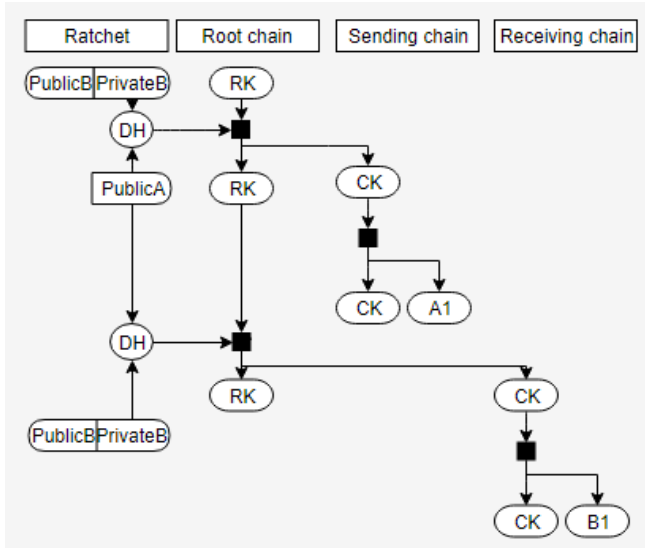 Ratchet Root chain Sending chain Receiving chain
PublicB PrivateB RK
DH
PublicA RK CK
CK A1
DH
RK CK
PublicB PrivateB
CK B1